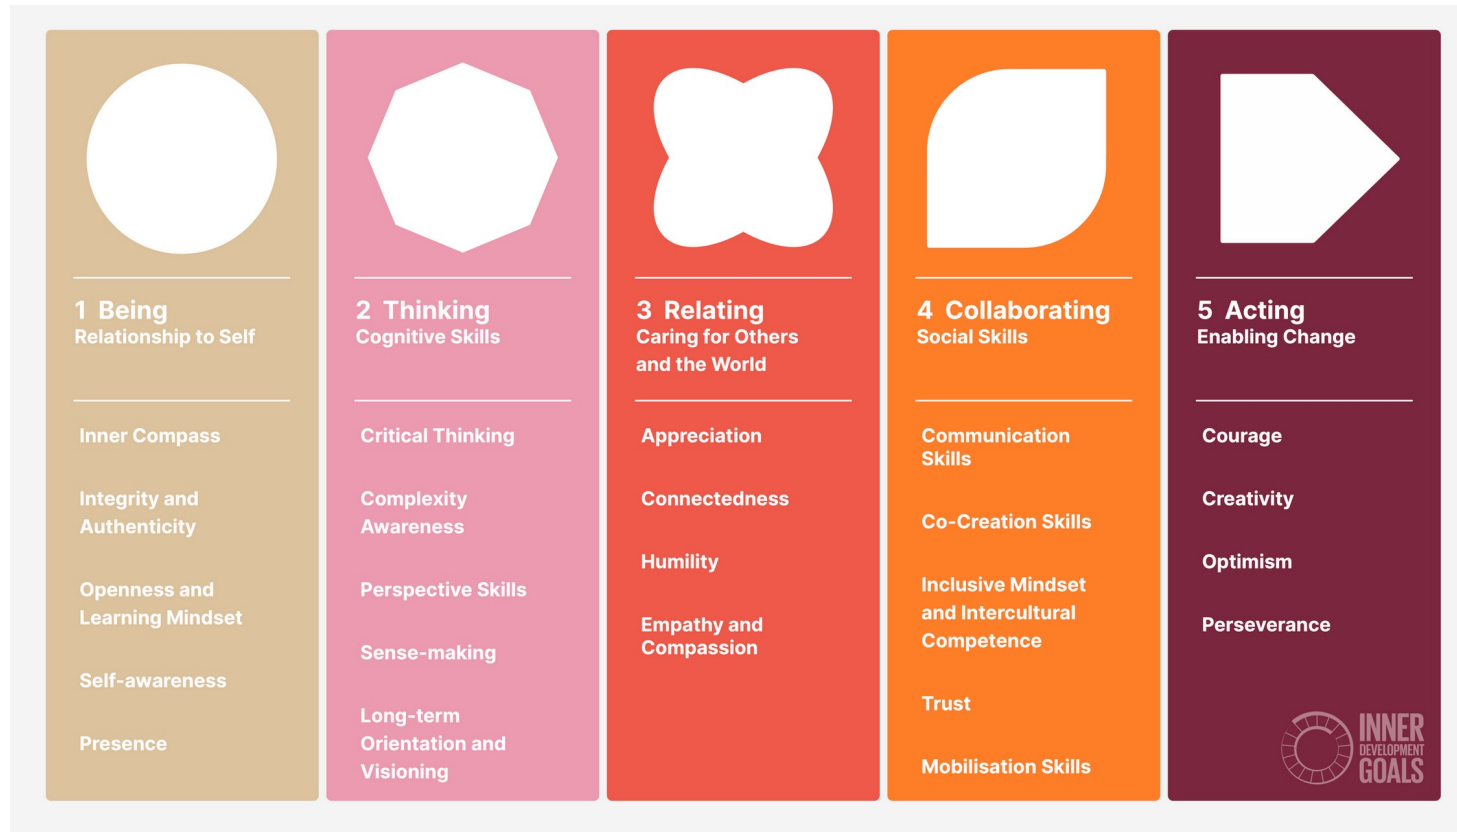 1 Being
Relationship to Self
Inner Compass
Integrity and
Authenticity
Openness and
Learning Mindset
Self-awareness
Presence
2 Thinking
Cognitive Skills
Critical Thinking
Complexity
Awareness
Perspective Skills
Sense-making
Long-term
Orientation and
Visioning
3 Relating
Caring for Others
and the World
Appreciation
Connectedness
Humility
Empathy and
Compassion
4 Collaborating
Social Skills
Communication
Skills
Co-Creation Skills
Inclusive Mindset
and Intercultural
Competence
Trust
Mobilisation Skills
5 Acting
Enabling Change
Courage
Creativity
Optimism
Perseverance
INNER
DEVELOPMENT
GOALS